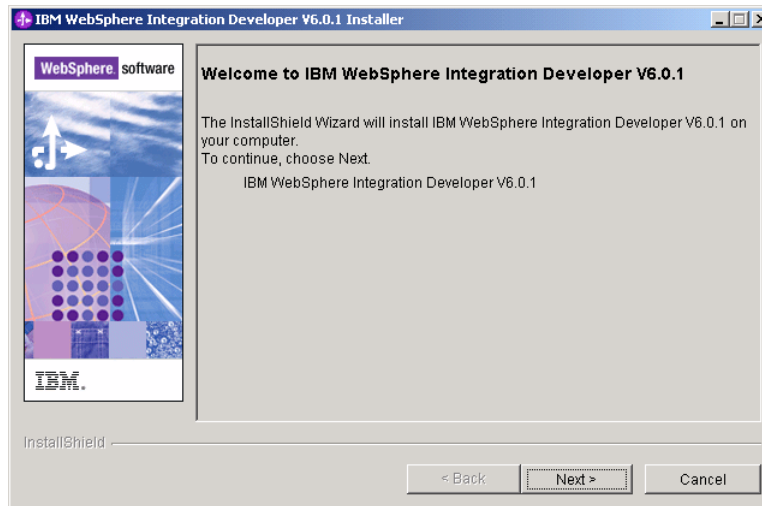 IBM WebSphere Integration Developer V6.0.1 Installer
WebSphere. software
Welcome to IBM WebSphere Integration Developer V6.0.1
The InstallShield Wizard will install IBM WebSphere Integration Developer V6.0.1 on
your computer.
To continue, choose Next.
IBM WebSphere Integration Developer V6.0.1
IBM.
InstallShield
< Back
Next >
Cancel